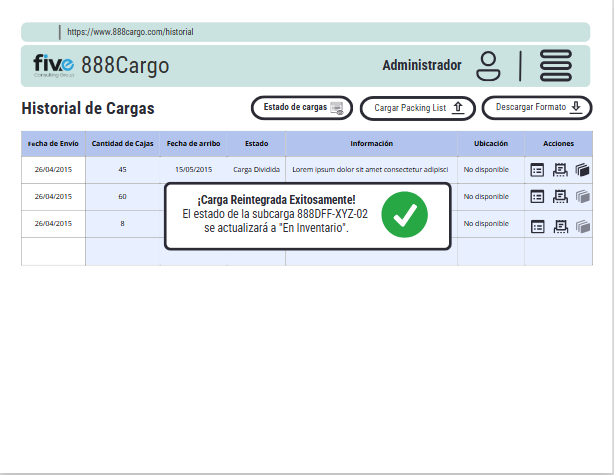 https://www.888cargo.com/historial
five
Consulting Group
888Cargo
Administrador
Historial de Cargas
Estado de cargas
Cargar Packing List
Descargar Formato
Fecha de Envío Cantidad de Cajas Fecha de arribo Estado Información Ubicación Acciones
26/04/2015 45 15/05/2015 Carga Dividida Lorem ipsum dolor sit amet consectetur adipisci No disponible
26/04/2015 60 No disponible
26/04/2015 8 No disponible
¡Carga Reintegrada Exitosamente!
El estado de la subcarga 888DFF-XYZ-02
se actualizará a "En Inventario".